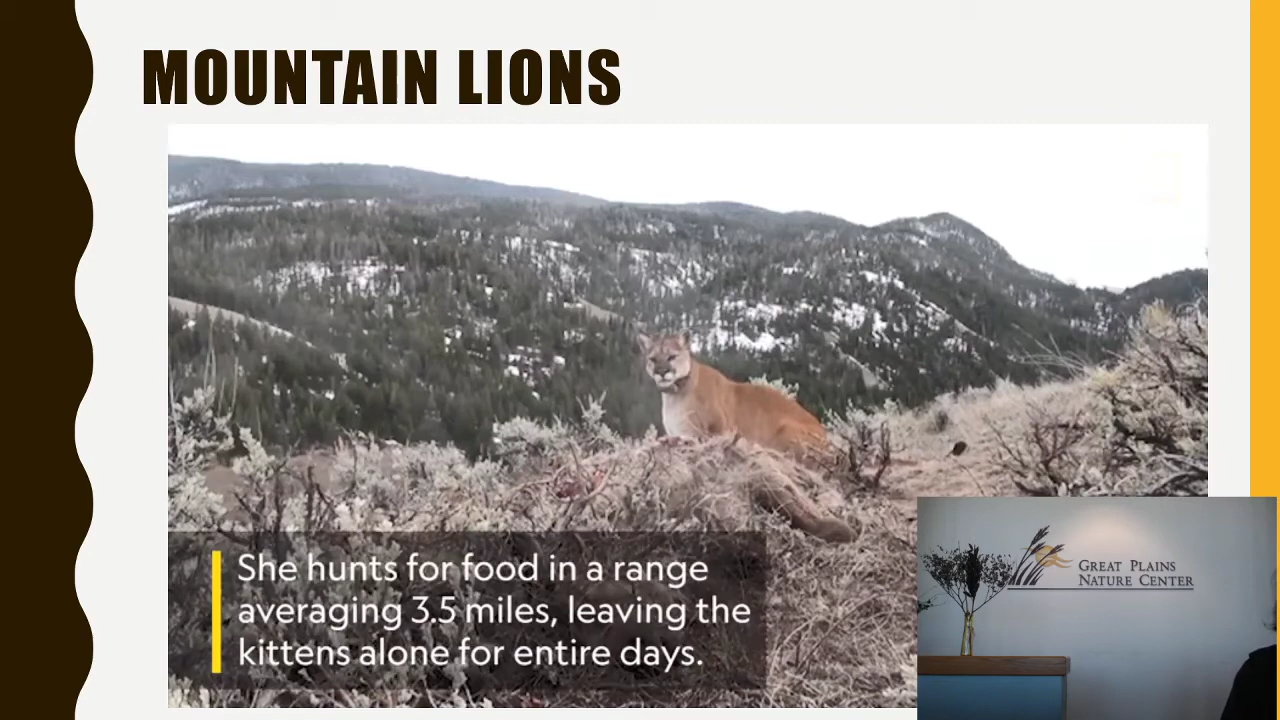 MOUNTAIN LIONS
She hunts for food in a range
averaging 3.5 miles, leaving the
kittens alone for entire days.
GREAT PLAINS
NATURE CENTER